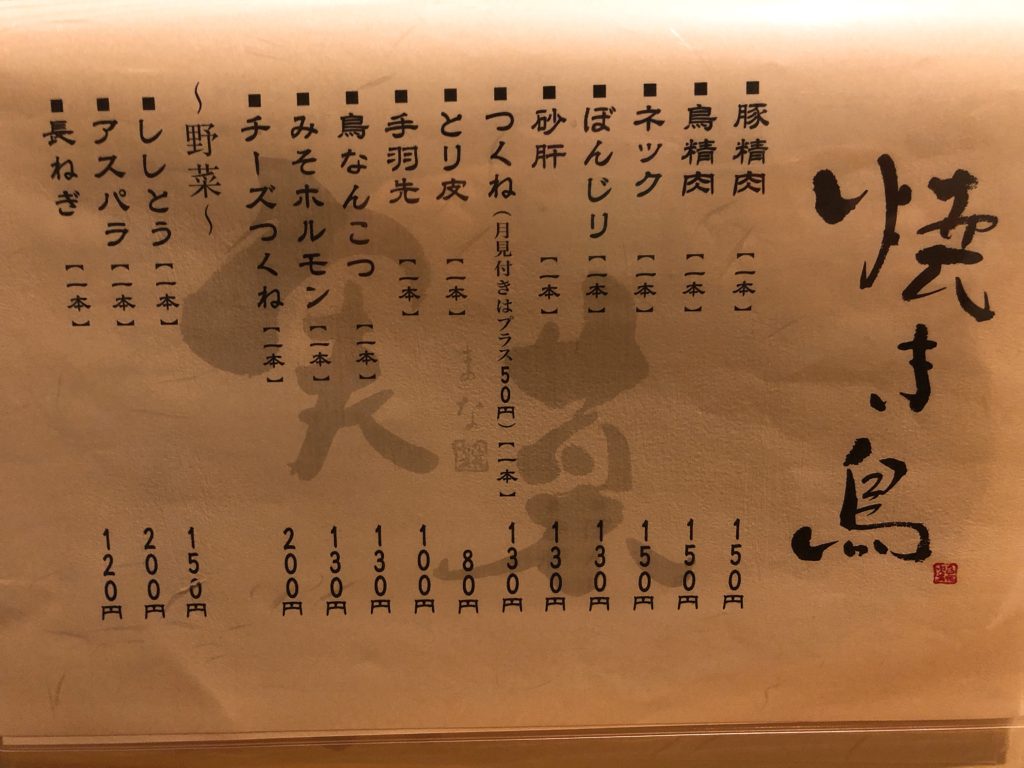 焼き鳥
■豚精肉【一本】 150円
■鳥精肉【一本】 150円
■ネック【一本】 150円
■ぼんじり【一本】 130円
■砂肝【一本】 130円
■つくね（月見付きはプラス50円）【一本】 130円
■とり皮【一本】 80円
■手羽先【一本】 100円
■鳥なんこつ【一本】 130円
■みそホルモン【一本】 130円
■チーズつくね【一本】 200円
～野菜～
■ししとう【一本】 150円
■アスパラ【一本】 200円
■長ねぎ【一本】 120円
菜
まな